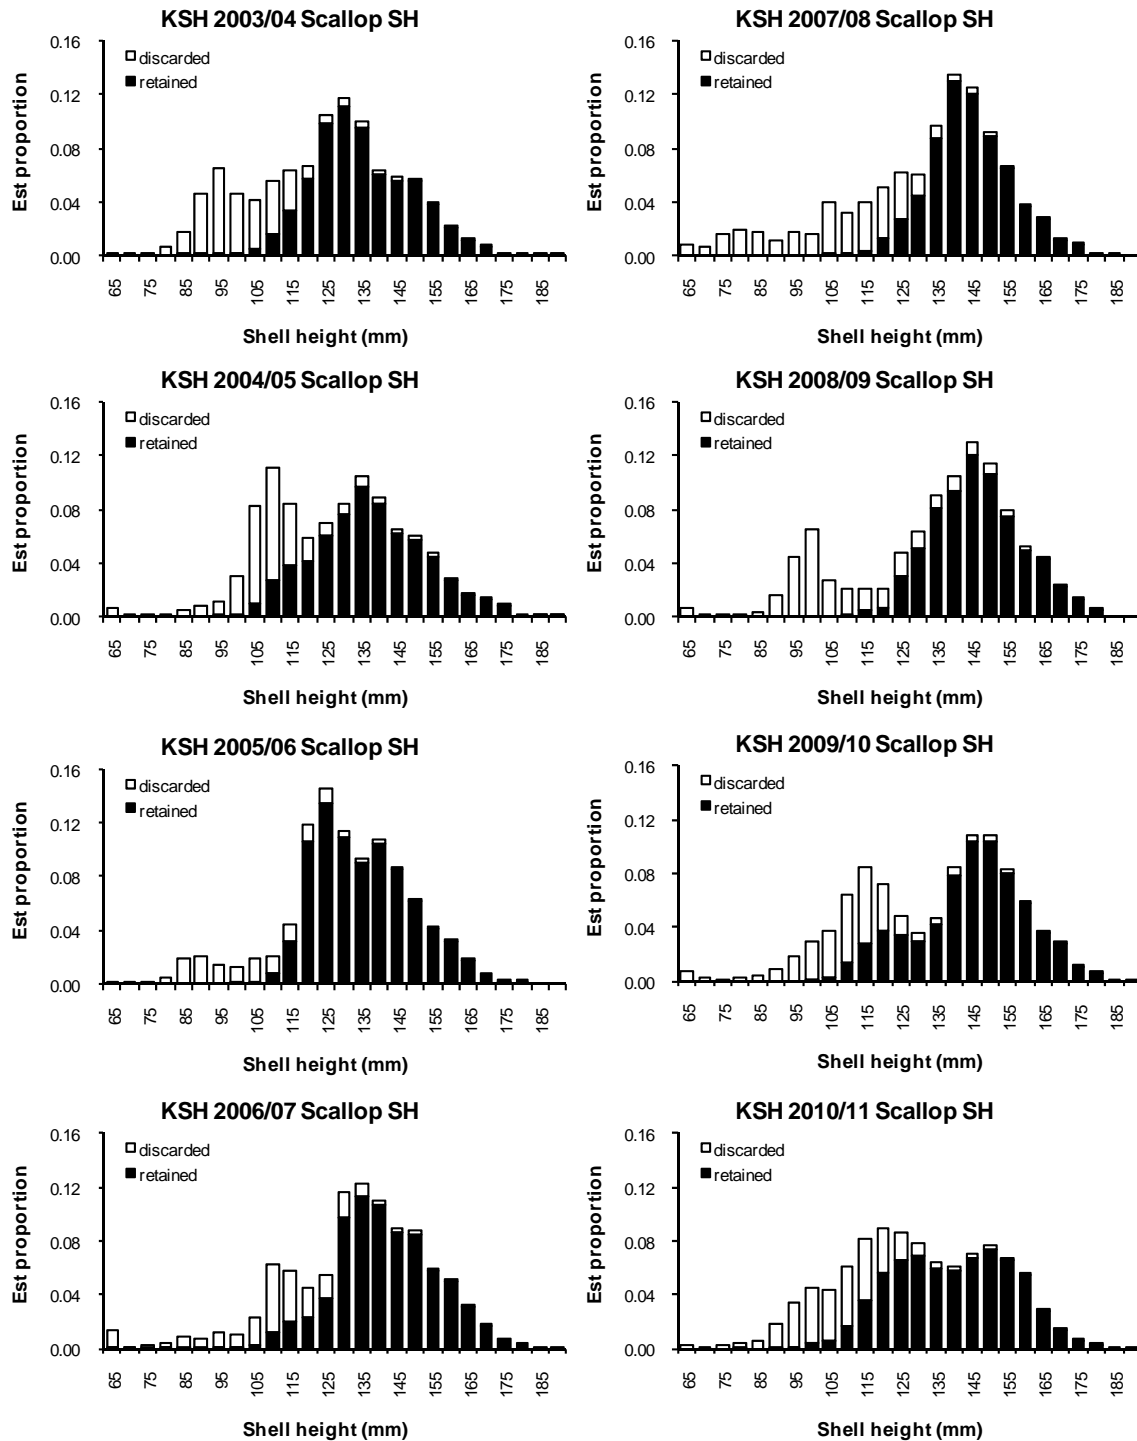 KSH 2003/04 Scallop SH
Est proportion
0.16
0.12
0.08
0.04
0.00
discarded
retained
65 75 85 95 105 115 125 135 145 155 165 175 185
Shell height (mm)
KSH 2007/08 Scallop SH
Est proportion
0.16
0.12
0.08
0.04
0.00
discarded
retained
65 75 85 95 105 115 125 135 145 155 165 175 185
Shell height (mm)
KSH 2004/05 Scallop SH
Est proportion
0.16
0.12
0.08
0.04
0.00
discarded
retained
65 75 85 95 105 115 125 135 145 155 165 175 185
Shell height (mm)
KSH 2008/09 Scallop SH
Est proportion
0.16
0.12
0.08
0.04
0.00
discarded
retained
65 75 85 95 105 115 125 135 145 155 165 175 185
Shell height (mm)
KSH 2005/06 Scallop SH
Est proportion
0.16
0.12
0.08
0.04
0.00
discarded
retained
65 75 85 95 105 115 125 135 145 155 165 175 185
Shell height (mm)
KSH 2009/10 Scallop SH
Est proportion
0.16
0.12
0.08
0.04
0.00
discarded
retained
65 75 85 95 105 115 125 135 145 155 165 175 185
Shell height (mm)
KSH 2006/07 Scallop SH
Est proportion
0.16
0.12
0.08
0.04
0.00
discarded
retained
65 75 85 95 105 115 125 135 145 155 165 175 185
Shell height (mm)
KSH 2010/11 Scallop SH
Est proportion
0.16
0.12
0.08
0.04
0.00
discarded
retained
65 75 85 95 105 115 125 135 145 155 165 175 185
Shell height (mm)